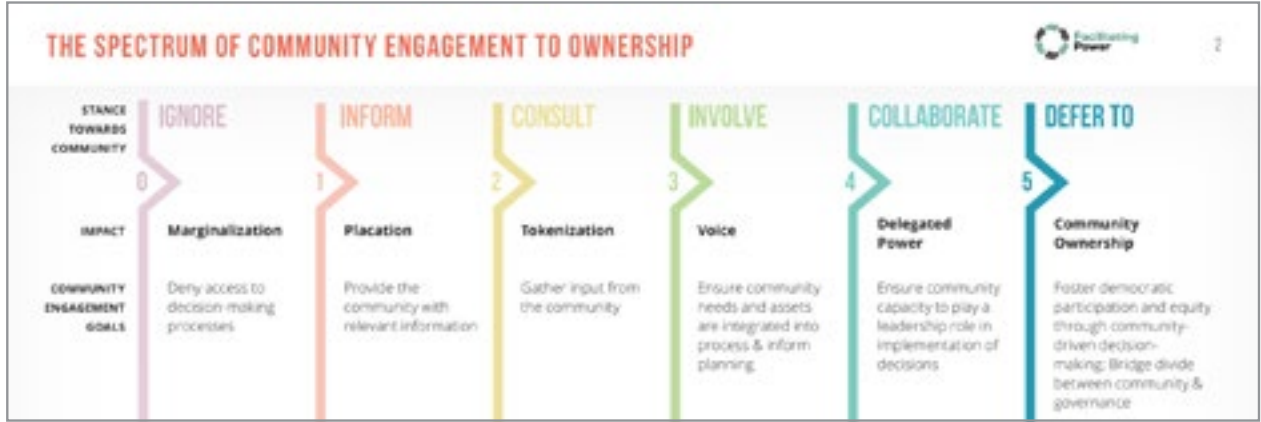 THE SPECTRUM OF COMMUNITY ENGAGEMENT TO OWNERSHIP
Facilitating
Power
2
STANCE
TOWARDS
COMMUNITY
IGNORE
INFORM
CONSULT
INVOLVE
COLLABORATE
DEFER TO
0
1
2
3
4
5
IMPACT
Marginalization
Placation
Tokenization
Voice
Delegated
Power
Community
Ownership
COMMUNITY
ENGAGEMENT
GOALS
Deny access to
decision-making
processes
Provide the
community with
relevant information
Gather input from
the community
Ensure community
needs and assets
are integrated into
process & inform
planning
Ensure community
capacity to play a
leadership role in
implementation of
decisions
Foster democratic
participation and equity
through community-
driven decision-
making; Bridge divide
between community &
governance